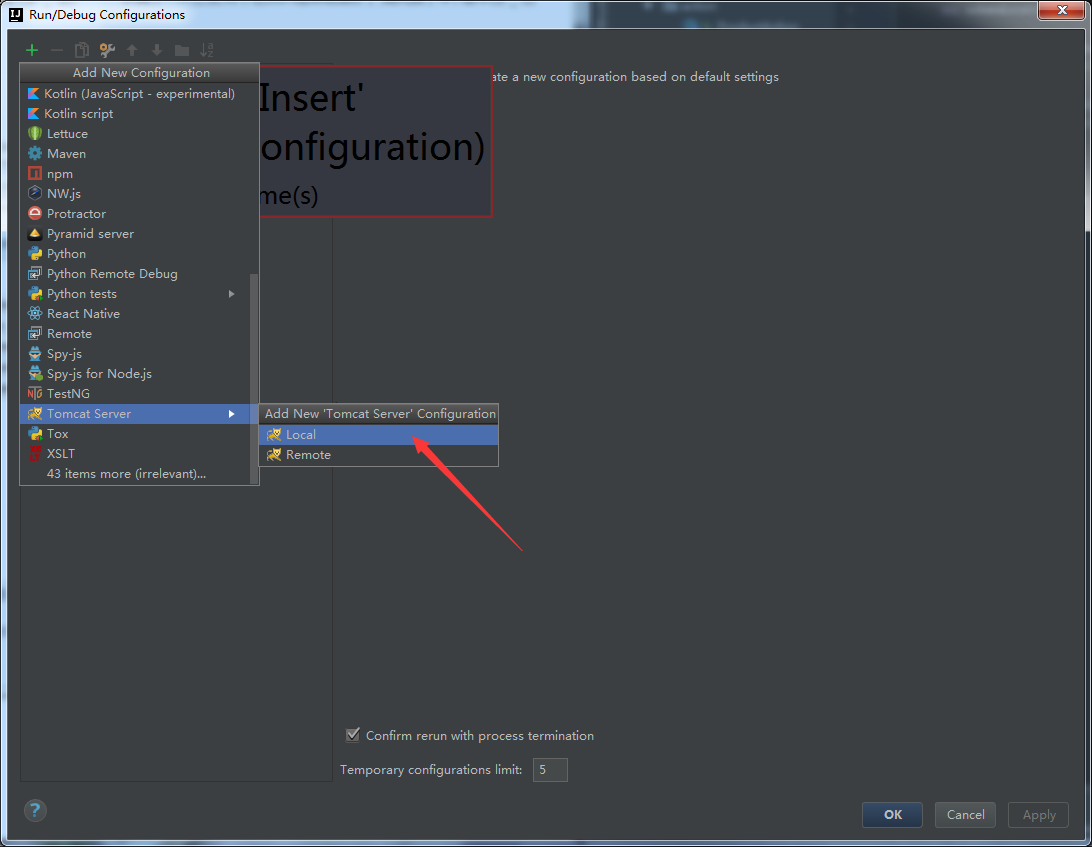 Run/Debug Configurations
Add New Configuration
ate a new configuration based on default settings
Kotlin (JavaScript - experimental)
Insert'
Kotlin script
Lettuce
onfiguration)
Maven
npm
NW.js
me(s)
Protractor
Pyramid server
Python
Python Remote Debug
Python tests
React Native
Remote
Spy-js
Spy-js for Node.js
TestNG
Tomcat Server
Add New 'Tomcat Server' Configuration
Tox
Local
XSLT
Remote
43 items more (irrelevant)...
Confirm rerun with process termination
Temporary configurations limit: 5
?
OK Cancel Apply